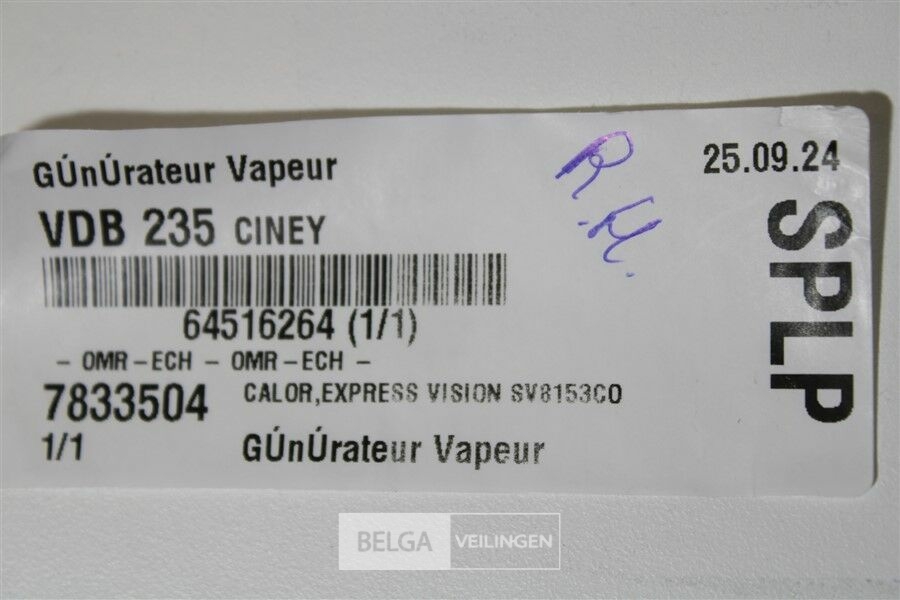 GÚnÚrateur Vapeur
R.H.
25.09.24
VDB 235 CINEY
64516264 (1/1)
- OMR-ECH - OMR-ECH -
7833504 CALOR,EXPRESS VISION SV8153C0
1/1 GÚnÚrateur Vapeur
SPLP
BELGA VEILINGEN